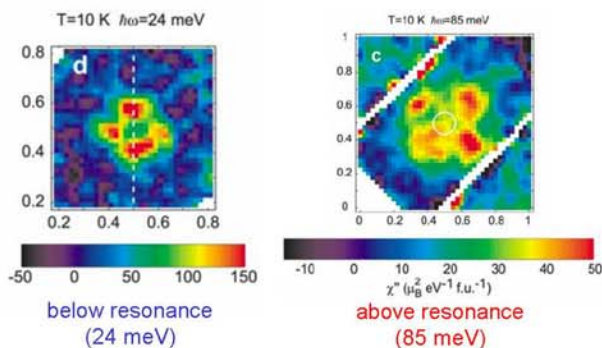 T=10 K ħω=24 meV
d
0.8
0.6
0.4
0.2
0.2 0.4 0.6 0.8
-50 0 50 100 150
below resonance
(24 meV)
T=10 K ħω=85 meV
c
1
0.8
0.6
0.4
0.2
0
0 0.2 0.4 0.6 0.8 1
-10 0 10 20 30 40 50
χ" (μ_B² eV⁻¹ f.u.⁻¹)
above resonance
(85 meV)